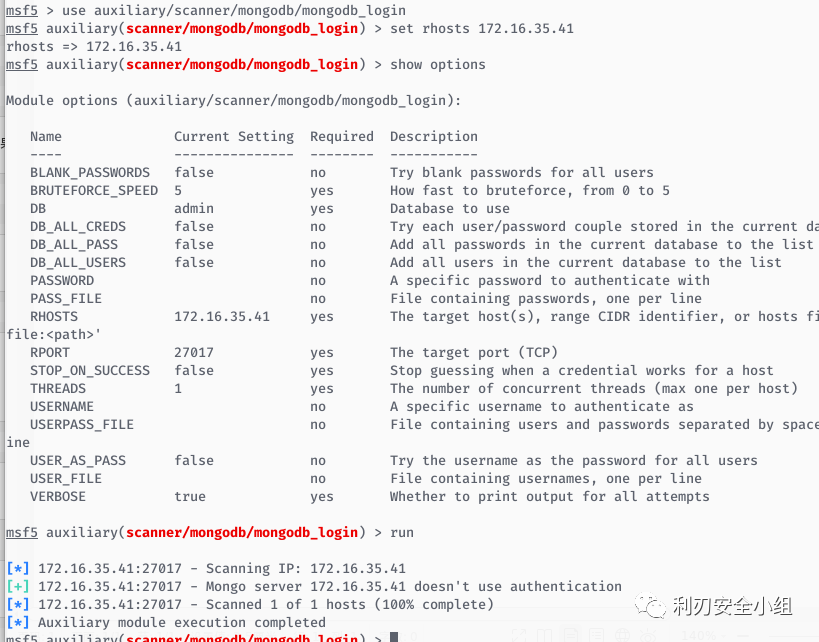 msf5 > use auxiliary/scanner/mongodb/mongodb_login
msf5 auxiliary(scanner/mongodb/mongodb_login) > set rhosts 172.16.35.41
rhosts => 172.16.35.41
msf5 auxiliary(scanner/mongodb/mongodb_login) > show options
Module options (auxiliary/scanner/mongodb/mongodb_login):
Name Current Setting Required Description
---- --------------- -------- -----------
BLANK_PASSWORDS false no Try blank passwords for all users
BRUTEFORCE_SPEED 5 yes How fast to bruteforce, from 0 to 5
DB admin yes Database to use
DB_ALL_CREDS false no Try each user/password couple stored in the current da
DB_ALL_PASS false no Add all passwords in the current database to the list
DB_ALL_USERS false no Add all users in the current database to the list
PASSWORD no A specific password to authenticate with
PASS_FILE no File containing passwords, one per line
RHOSTS 172.16.35.41 yes The target host(s), range CIDR identifier, or hosts fi
file:<path>'
RPORT 27017 yes The target port (TCP)
STOP_ON_SUCCESS false yes Stop guessing when a credential works for a host
THREADS 1 yes The number of concurrent threads (max one per host)
USERNAME no A specific username to authenticate as
USERPASS_FILE no File containing users and passwords separated by space
ine
USER_AS_PASS false no Try the username as the password for all users
USER_FILE no File containing usernames, one per line
VERBOSE true yes Whether to print output for all attempts
msf5 auxiliary(scanner/mongodb/mongodb_login) > run
[*] 172.16.35.41:27017 - Scanning IP: 172.16.35.41
[+] 172.16.35.41:27017 - Mongo server 172.16.35.41 doesn't use authentication
[*] 172.16.35.41:27017 - Scanned 1 of 1 hosts (100% complete)
[*] Auxiliary module execution completed
msf5 auxiliary(scanner/mongodb/mongodb_login) >
利刃安全小组
140%